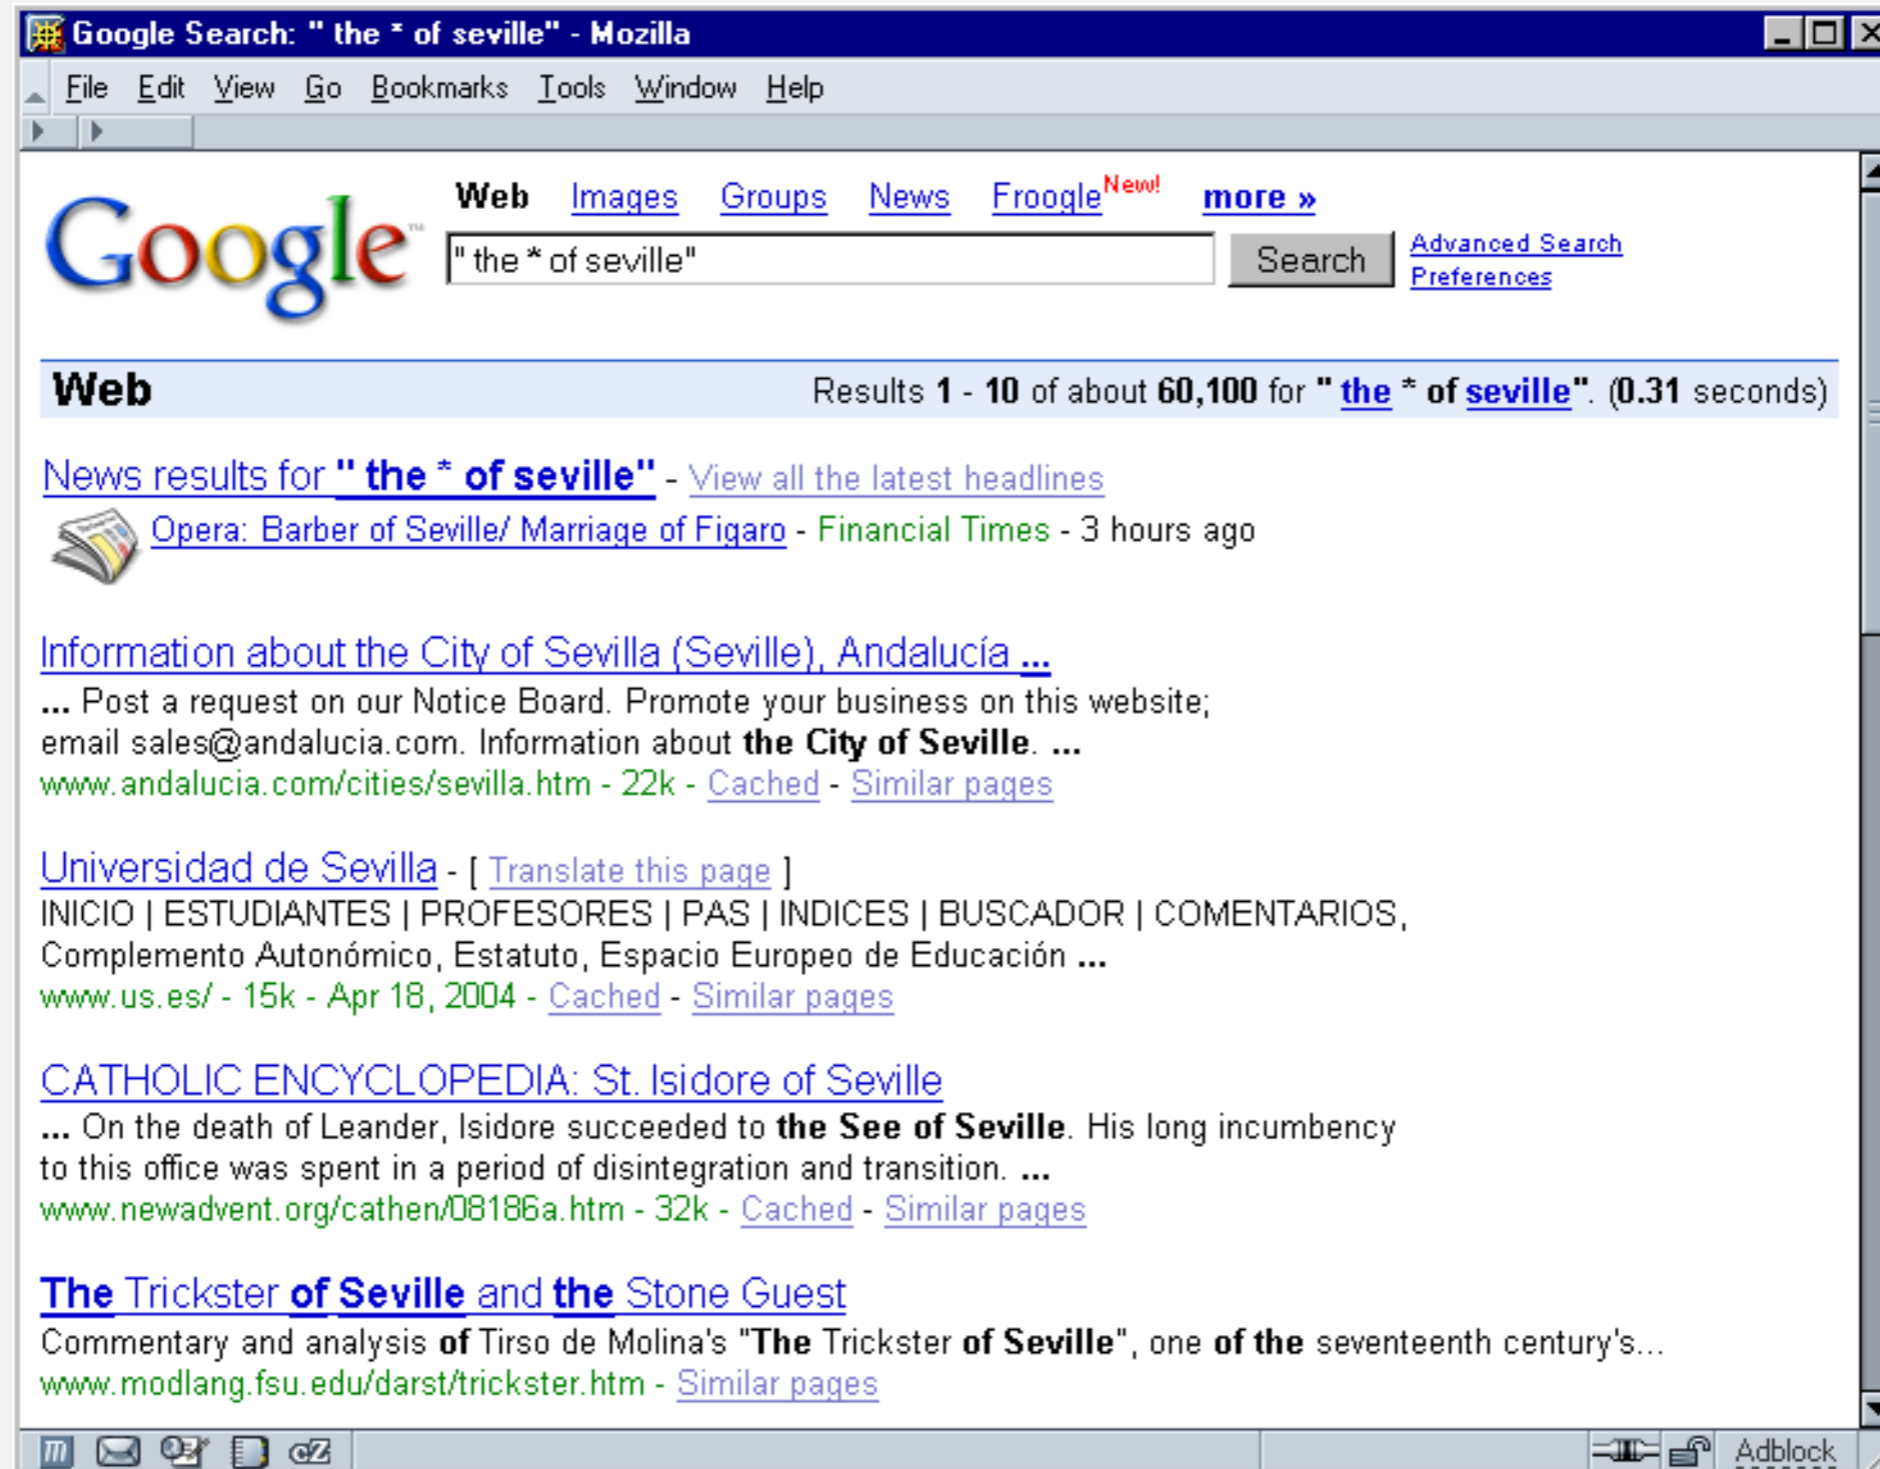 Google Search: " the * of seville" - Mozilla
File Edit View Go Bookmarks Tools Window Help
Google™
Web Images Groups News Froogle New! more »
" the * of seville" Search Advanced Search
Preferences
Web Results 1 - 10 of about 60,100 for " the * of seville". (0.31 seconds)
News results for " the * of seville" - View all the latest headlines
Opera: Barber of Seville/ Marriage of Figaro - Financial Times - 3 hours ago
Information about the City of Sevilla (Seville), Andalucía ...
... Post a request on our Notice Board. Promote your business on this website;
email sales@andalucia.com. Information about the City of Seville. ...
www.andalucia.com/cities/sevilla.htm - 22k - Cached - Similar pages
Universidad de Sevilla - [ Translate this page ]
INICIO | ESTUDIANTES | PROFESORES | PAS | INDICES | BUSCADOR | COMENTARIOS,
Complemento Autonómico, Estatuto, Espacio Europeo de Educación ...
www.us.es/ - 15k - Apr 18, 2004 - Cached - Similar pages
CATHOLIC ENCYCLOPEDIA: St. Isidore of Seville
... On the death of Leander, Isidore succeeded to the See of Seville. His long incumbency
to this office was spent in a period of disintegration and transition. ...
www.newadvent.org/cathen/08186a.htm - 32k - Cached - Similar pages
The Trickster of Seville and the Stone Guest
Commentary and analysis of Tirso de Molina's "The Trickster of Seville", one of the seventeenth century's...
www.modlang.fsu.edu/darst/trickster.htm - Similar pages
m cZ Adblock